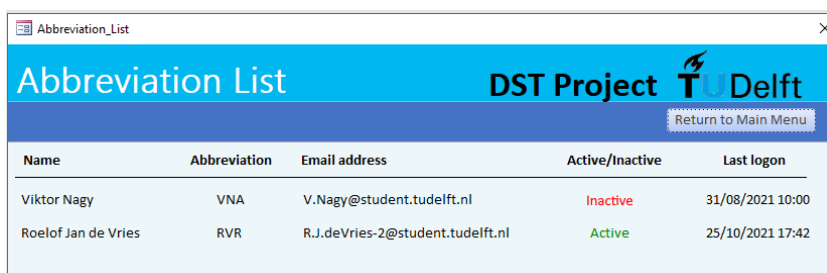 Abbreviation_List
Abbreviation List DST Project TUDelft
Return to Main Menu
Name Abbreviation Email address Active/Inactive Last logon
Viktor Nagy VNA V.Nagy@student.tudelft.nl Inactive 31/08/2021 10:00
Roelof Jan de Vries RVR R.J.deVries-2@student.tudelft.nl Active 25/10/2021 17:42